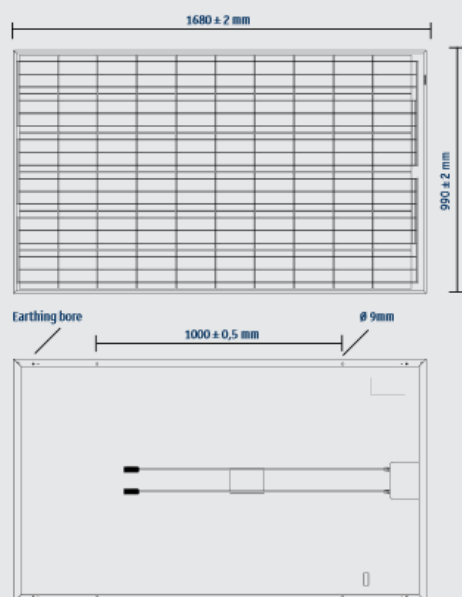 1680 ± 2 mm
990 ± 2 mm
Earthing bore
1000 ± 0,5 mm
Ø 9mm